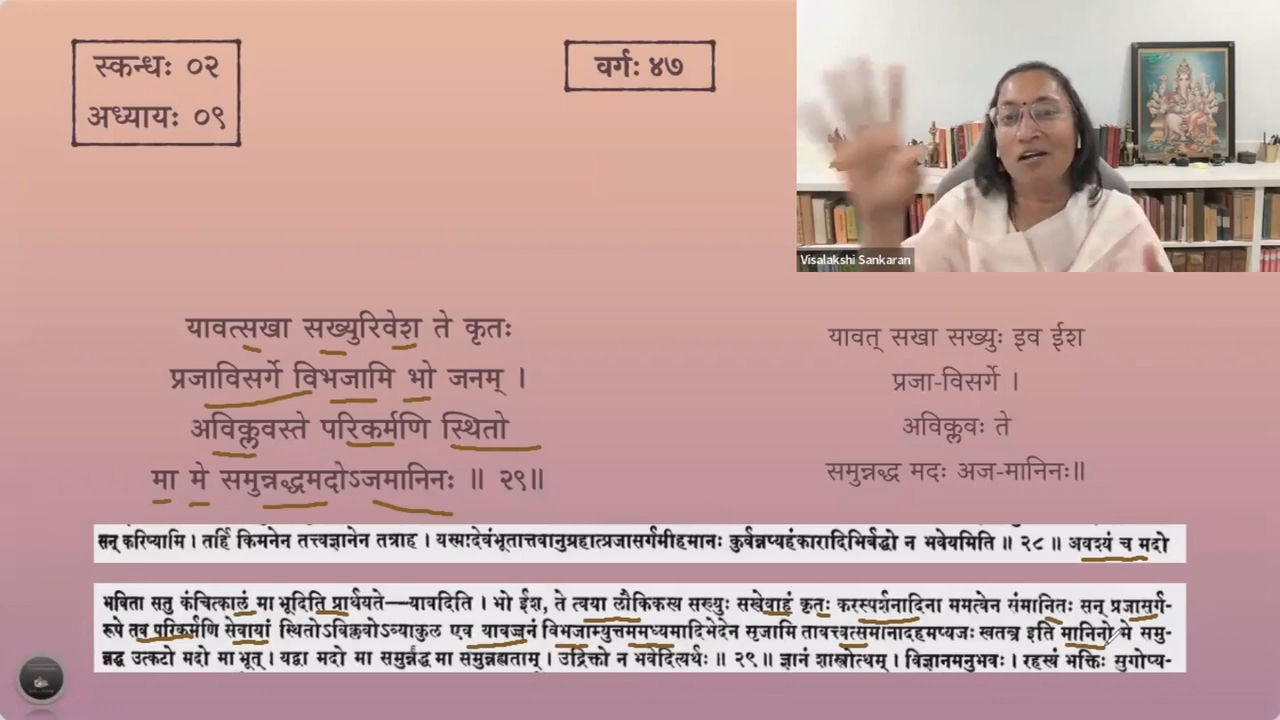 स्कन्धः ०२
अध्यायः ०९
वर्गः ४७
Visalakshi Sankaran
यावत्सखा सख्युरिवेश ते कृतः
प्रजाविसर्गे विभजामि भो जनम् ।
अविक्लवस्ते परिकर्मणि स्थितो
मा मे समुन्नद्धमदोऽजमानिनः ॥ २९॥
यावत् सखा सख्युः इव ईश
प्रजा-विसर्गे ।
अविक्लवः ते
समुन्नद्ध मदः अज-मानिनः॥
सन् करिष्यामि । तर्हि किमनेन तत्त्वज्ञानेन तत्राह । यस्मादेवंभूतात्त्वानुग्रहात्प्रजासर्गमीहमानः कुर्वन्नप्यहंकारादिभिर्बद्धो न भवेयमिति ॥ २८ ॥ अवश्यं च मदो
भविता सतु कंचित्कालं मा भूदिति प्रार्थयते—यावदिति । भो ईश, ते त्वया लौकिकस्य सख्युः सखेवाहं कृतः करस्पर्शनादिना ममत्वेन संमानितः सन् प्रजासर्ग-
रूपे तव परिकर्मणि सेवायां स्थितोऽविक्लवोऽव्याकुल एव यावज्जनं विभजाम्युत्तममध्यमादिभेदेन सृजामि तावत्त्वत्समानादहमप्यजः स्वतन्त्र इति मानिनो मे समु-
न्नद्ध उत्कटो मदो मा भूत् । यद्वा मदो मा समुन्नंद्ध मा समुन्नह्यताम् । उद्रिक्तो न भवेदित्यर्थः ॥ २९ ॥ ज्ञानं शास्त्रोत्थम् । विज्ञानमनुभवः । रहस्यं भक्तिः सुगोप्य-